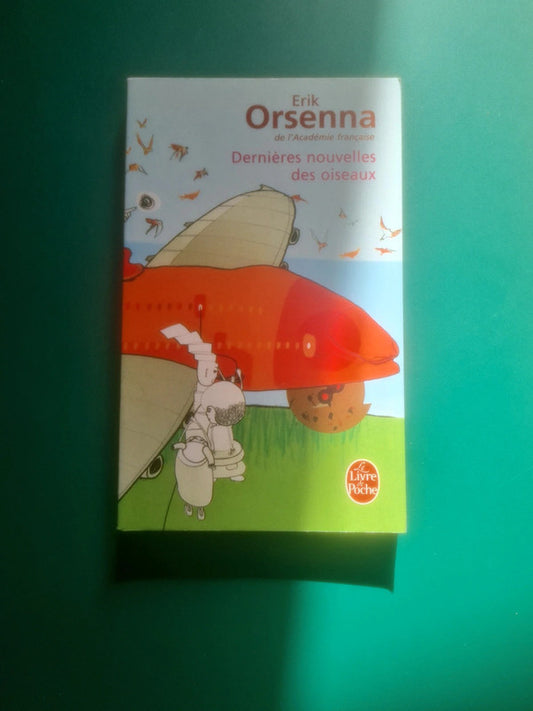 Erik
Orsenna
de l'Académie française
Dernières nouvelles
des oiseaux
Le
Livre
de
Poche